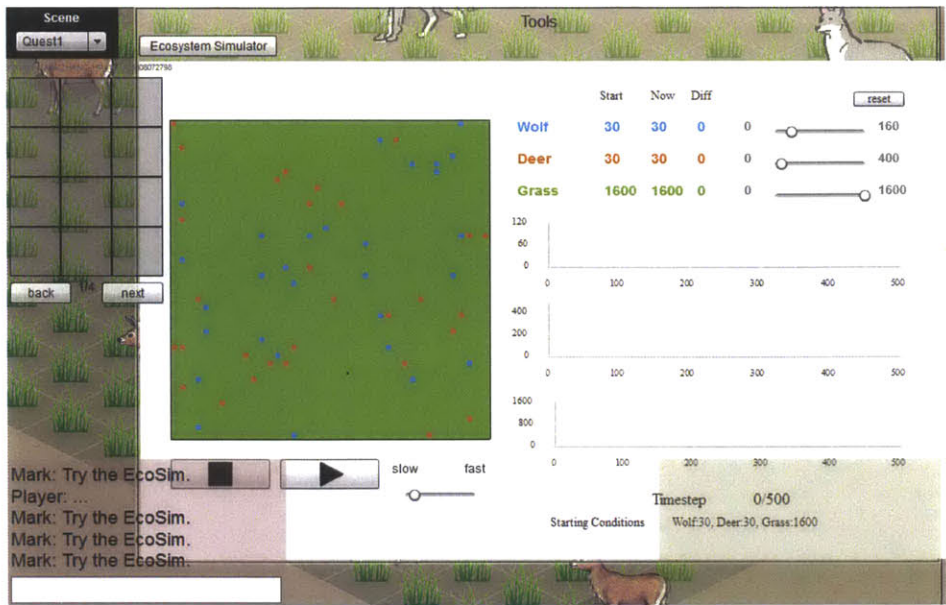 Scene
Quest1
Tools
Ecosystem Simulator
08072798
Start Now Diff
reset
Wolf 30 30 0 0 160
Deer 30 30 0 0 400
Grass 1600 1600 0 0 1600
120
60
0
0 100 200 300 400 500
400
200
0
0 100 200 300 400 500
1600
800
0
0 100 200 300 400 500
back 1/4 next
slow fast
Timestep 0/500
Starting Conditions Wolf:30, Deer:30, Grass:1600
Mark: Try the EcoSim.
Player: ...
Mark: Try the EcoSim.
Mark: Try the EcoSim.
Mark: Try the EcoSim.